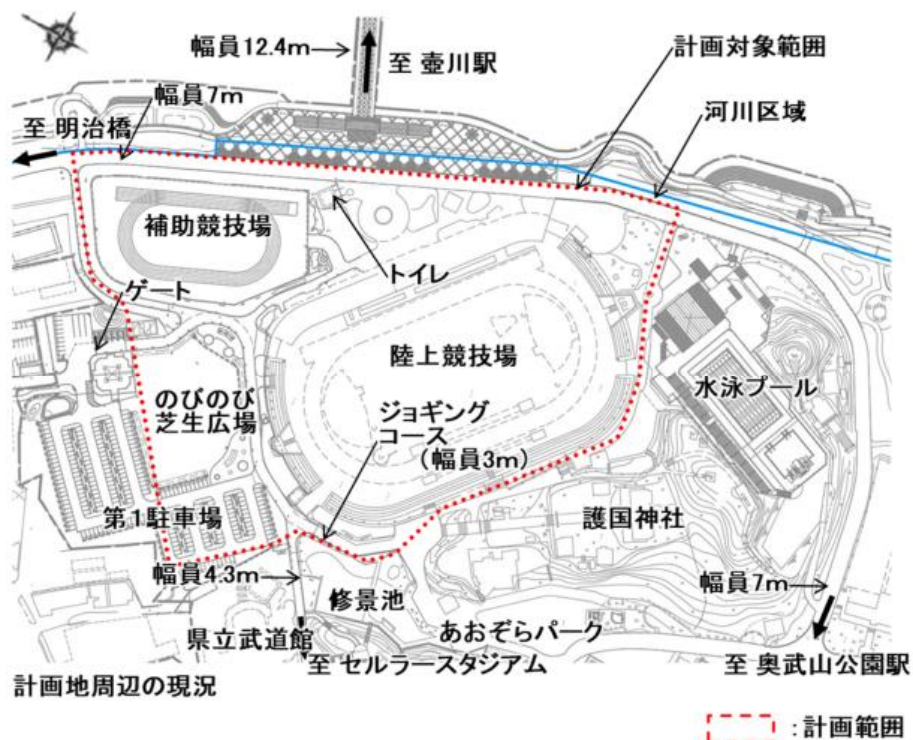 幅員12.4m
至 壺川駅
計画対象範囲
幅員7m
河川区域
至 明治橋
補助競技場
トイレ
ゲート
陸上競技場
のびのび
芝生広場
水泳プール
ジョギング
コース
（幅員3m）
第1駐車場
護国神社
幅員4.3m
幅員7m
修景池
あおぞらパーク
県立武道館
至 セルラースタジアム
至 奥武山公園駅
計画地周辺の現況
：計画範囲